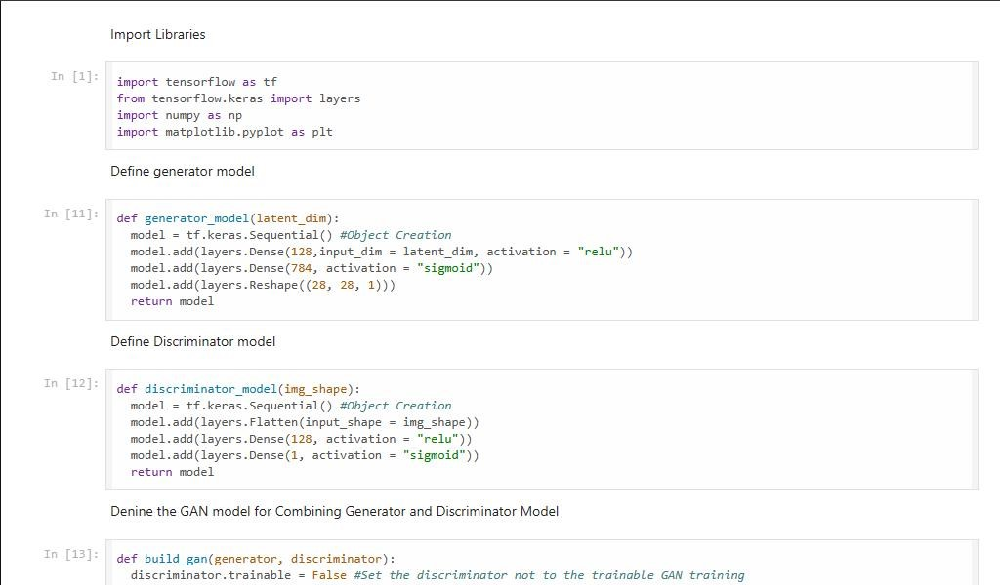 Import Libraries
In [1]:
import tensorflow as tf
from tensorflow.keras import layers
import numpy as np
import matplotlib.pyplot as plt
Define generator model
In [11]:
def generator_model(latent_dim):
  model = tf.keras.Sequential() #Object Creation
  model.add(layers.Dense(128,input_dim = latent_dim, activation = "relu"))
  model.add(layers.Dense(784, activation = "sigmoid"))
  model.add(layers.Reshape((28, 28, 1)))
  return model
Define Discriminator model
In [12]:
def discriminator_model(img_shape):
  model = tf.keras.Sequential() #Object Creation
  model.add(layers.Flatten(input_shape = img_shape))
  model.add(layers.Dense(128, activation = "relu"))
  model.add(layers.Dense(1, activation = "sigmoid"))
  return model
Denine the GAN model for Combining Generator and Discriminator Model
In [13]:
def build_gan(generator, discriminator):
  discriminator.trainable = False #Set the discriminator not to the trainable GAN training